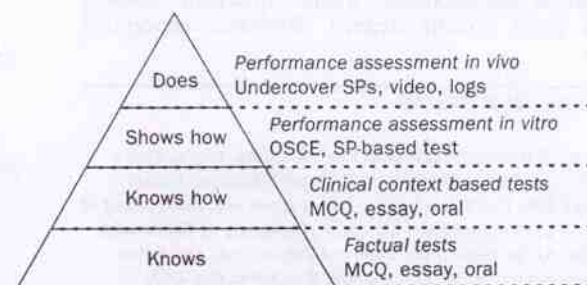 Does
Performance assessment in vivo
Undercover SPs, video, logs
Shows how
Performance assessment in vitro
OSCE, SP-based test
Knows how
Clinical context based tests
MCQ, essay, oral
Knows
Factual tests
MCQ, essay, oral